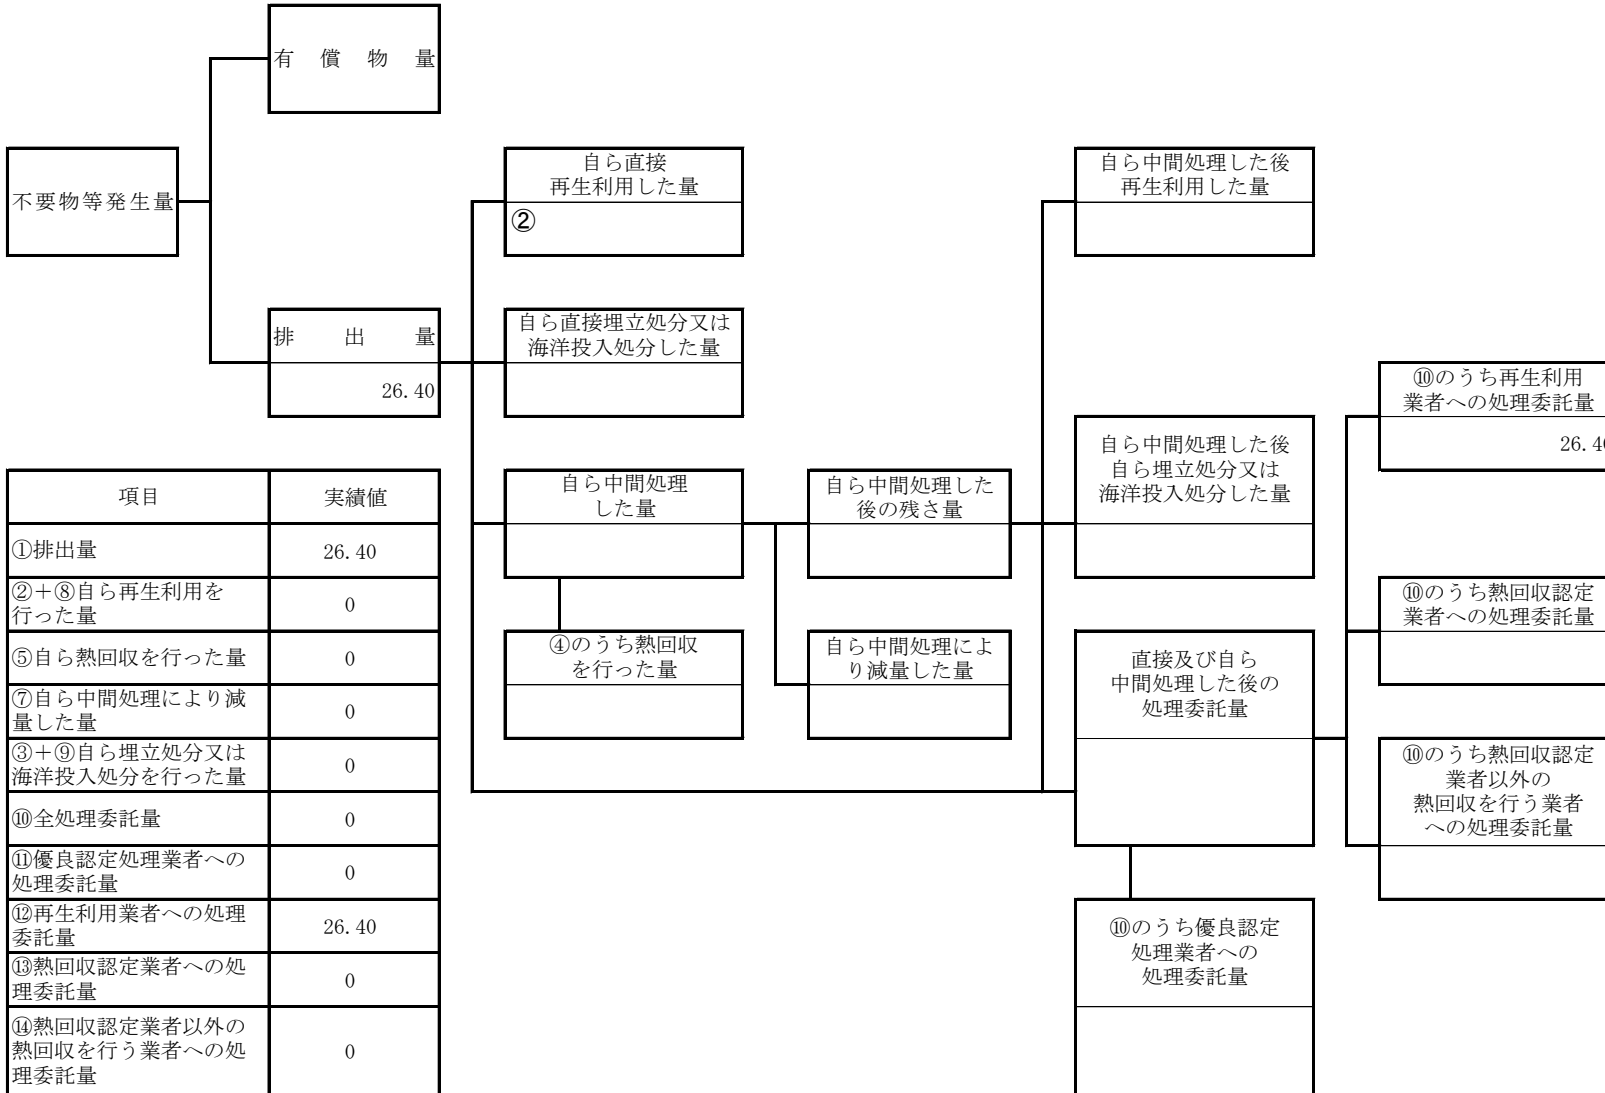 有償物量
不要物等発生量
自ら直接
再生利用した量
②
自ら中間処理した後
再生利用した量
排出量
26.40
自ら直接埋立処分又は
海洋投入処分した量
⑩のうち再生利用
業者への処理委託量
自ら中間処理した後
自ら埋立処分又は
海洋投入処分した量
自ら中間処理
した量
自ら中間処理した
後の残さ量
④のうち熱回収
を行った量
自ら中間処理によ
り減量した量
直接及び自ら
中間処理した後の
処理委託量
⑩のうち熱回収認定
業者への処理委託量
⑩のうち熱回収認定
業者以外の
熱回収を行う業者
への処理委託量
⑩のうち優良認定
処理業者への
処理委託量
項目 実績値
①排出量 26.40
②+⑧自ら再生利用を
行った量 0
⑤自ら熱回収を行った量 0
⑦自ら中間処理により減
量した量 0
③+⑨自ら埋立処分又は
海洋投入処分を行った量 0
⑩全処理委託量 0
⑪優良認定処理業者への
処理委託量 0
⑫再生利用業者への処理
委託量 26.40
⑬熱回収認定業者への処
理委託量 0
⑭熱回収認定業者以外の
熱回収を行う業者への処
理委託量 0